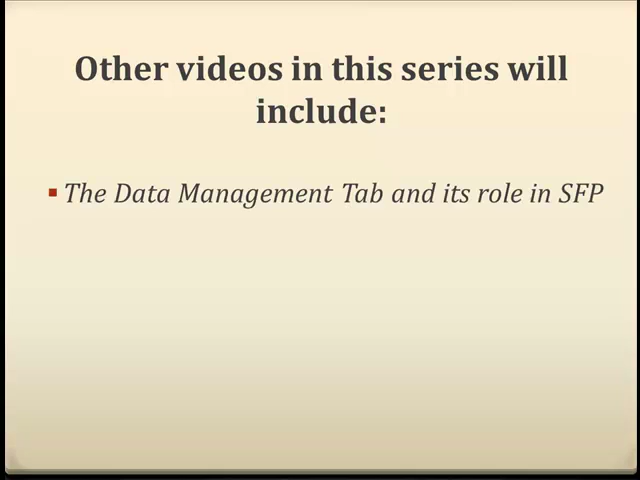 Other videos in this series will
include:
▪ The Data Management Tab and its role in SFP